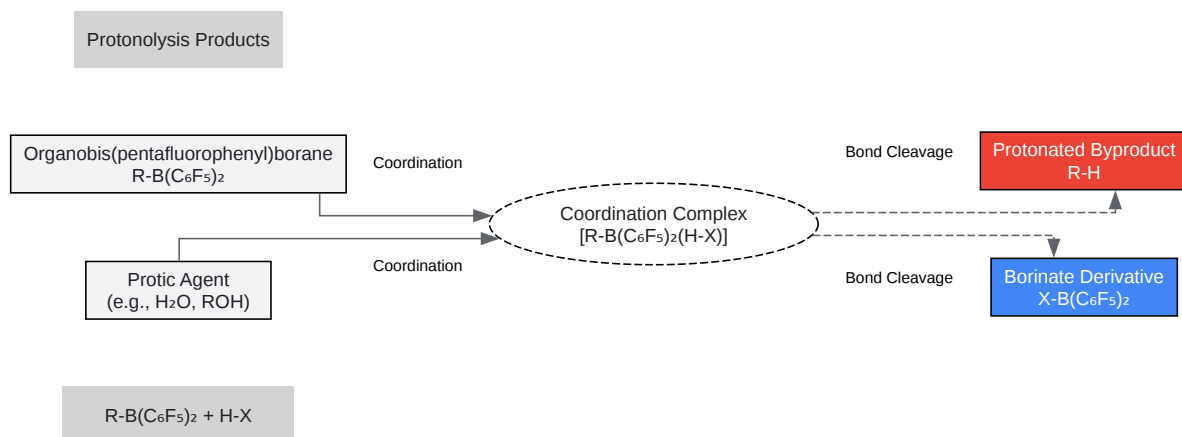 Protonolysis Products
Organobis(pentafluorophenyl)borane
R-B(C₆F₅)₂
Coordination
Bond Cleavage
Protonated Byproduct
R-H
Coordination Complex
[R-B(C₆F₅)₂(H-X)]
Protic Agent
(e.g., H₂O, ROH)
Coordination
Bond Cleavage
Borinate Derivative
X-B(C₆F₅)₂
R-B(C₆F₅)₂ + H-X